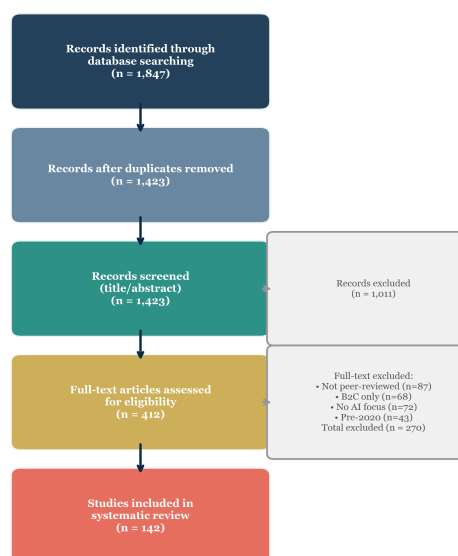 Records identified through
database searching
(n = 1,847)
Records after duplicates removed
(n = 1,423)
Records screened
(title/abstract)
(n = 1,423)
Records excluded
(n = 1,011)
Full-text articles assessed
for eligibility
(n = 412)
Full-text excluded:
• Not peer-reviewed (n=87)
• B2C only (n=68)
• No AI focus (n=72)
• Pre-2020 (n=43)
Total excluded (n = 270)
Studies included in
systematic review
(n = 142)